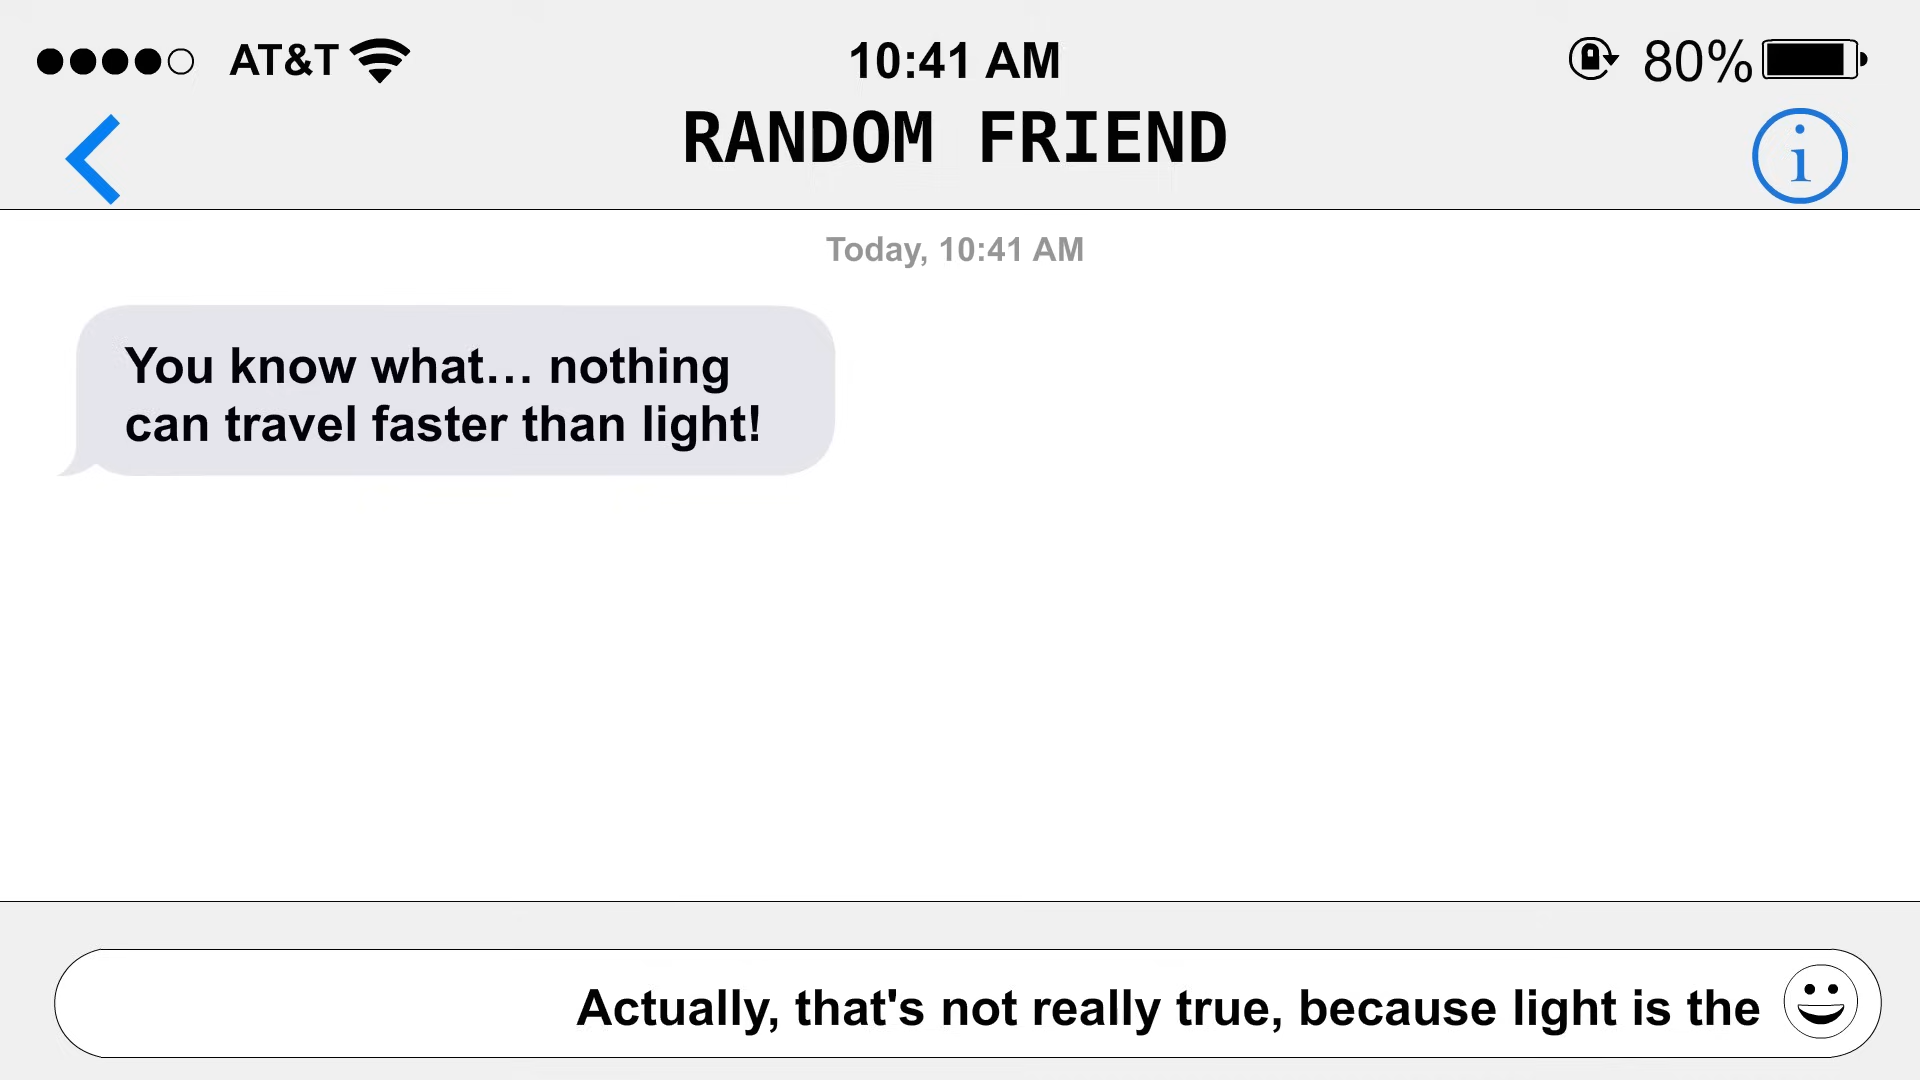 AT&T 10:41 AM 80%
RANDOM FRIEND
i
Today, 10:41 AM
You know what… nothing
can travel faster than light!
Actually, that's not really true, because light is the